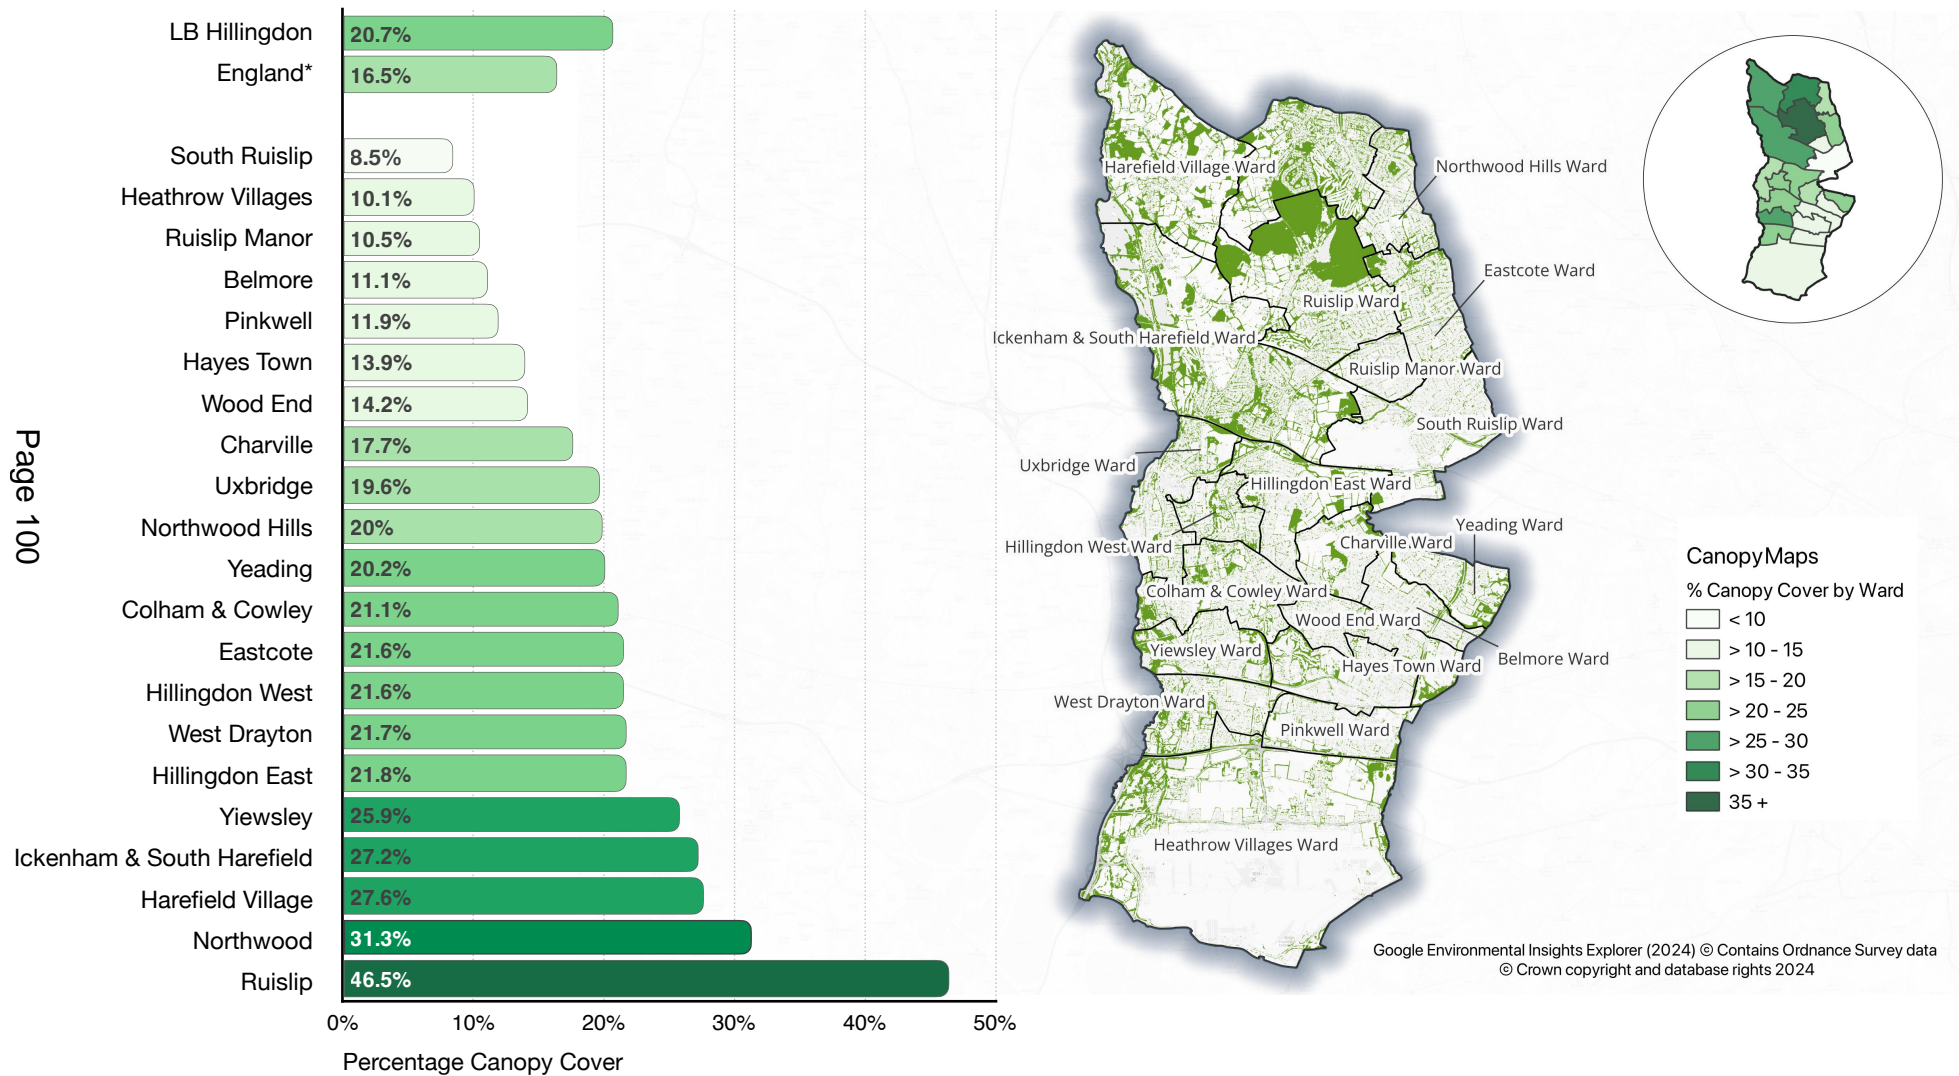 Page 100
LB Hillingdon 20.7%
England* 16.5%
South Ruislip 8.5%
Heathrow Villages 10.1%
Ruislip Manor 10.5%
Belmore 11.1%
Pinkwell 11.9%
Hayes Town 13.9%
Wood End 14.2%
Charville 17.7%
Uxbridge 19.6%
Northwood Hills 20%
Yeading 20.2%
Colham & Cowley 21.1%
Eastcote 21.6%
Hillingdon West 21.6%
West Drayton 21.7%
Hillingdon East 21.8%
Yiewsley 25.9%
Ickenham & South Harefield 27.2%
Harefield Village 27.6%
Northwood 31.3%
Ruislip 46.5%
0% 10% 20% 30% 40% 50%
Percentage Canopy Cover
Harefield Village Ward
Northwood Hills Ward
Eastcote Ward
Ruislip Ward
Ickenham & South Harefield Ward
Ruislip Manor Ward
South Ruislip Ward
Uxbridge Ward
Hillingdon East Ward
Yeading Ward
Hillingdon West Ward
Charville Ward
Colham & Cowley Ward
Wood End Ward
Yiewsley Ward
Hayes Town Ward
Belmore Ward
West Drayton Ward
Pinkwell Ward
Heathrow Villages Ward
Canopy Maps
% Canopy Cover by Ward
< 10
> 10 - 15
> 15 - 20
> 20 - 25
> 25 - 30
> 30 - 35
35 +
Google Environmental Insights Explorer (2024) © Contains Ordnance Survey data
© Crown copyright and database rights 2024